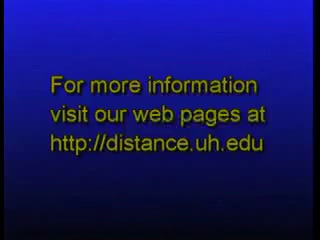 For more information
visit our web pages at
http://distance.uh.edu